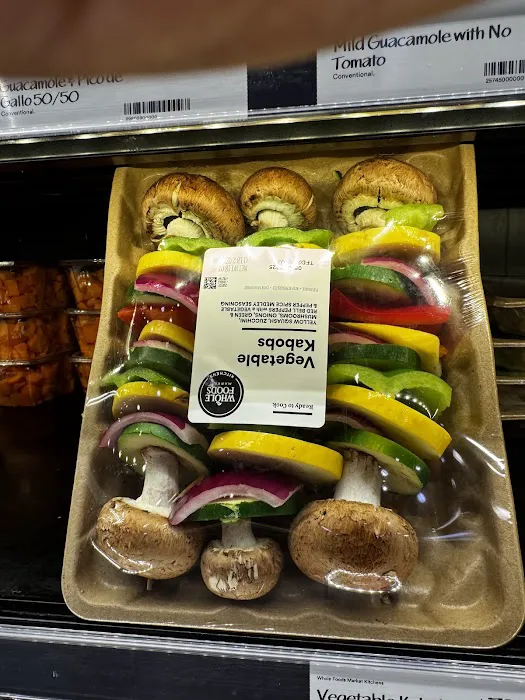 Guacamole & Pico de
Gallo 50/50
Conventional.
Mild Guacamole with No
Tomato
Conventional.
Ready to Cook
WHOLE
FOODS
MARKET
KITCHENS
Vegetable
Kabobs
YELLOW SQUASH, ZUCCHINI,
MUSHROOMS, ONIONS, GREEN &
RED BELL PEPPERS with a VEGETABLE
& PEPPER SPICE MEDLEY SEASONING
Whole Foods Market Kitchens
Vegetable